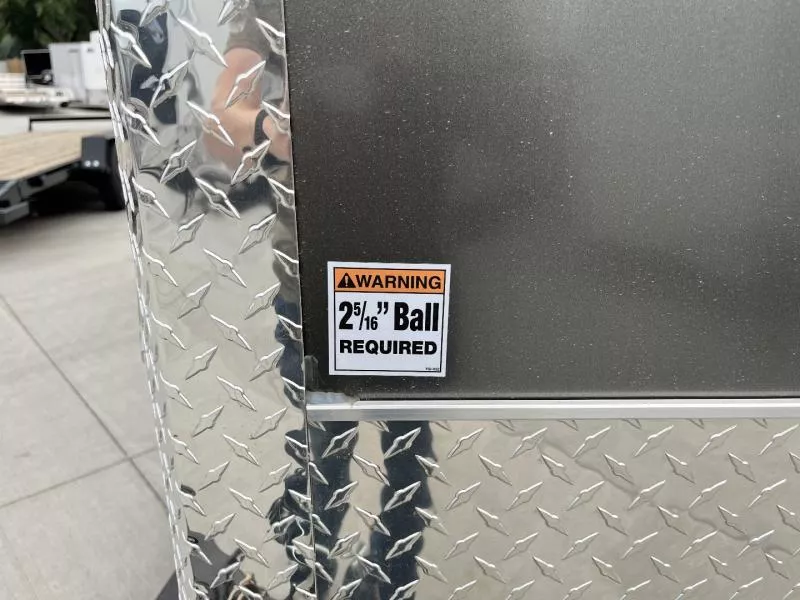 ⚠WARNING
2 5/16" Ball
REQUIRED